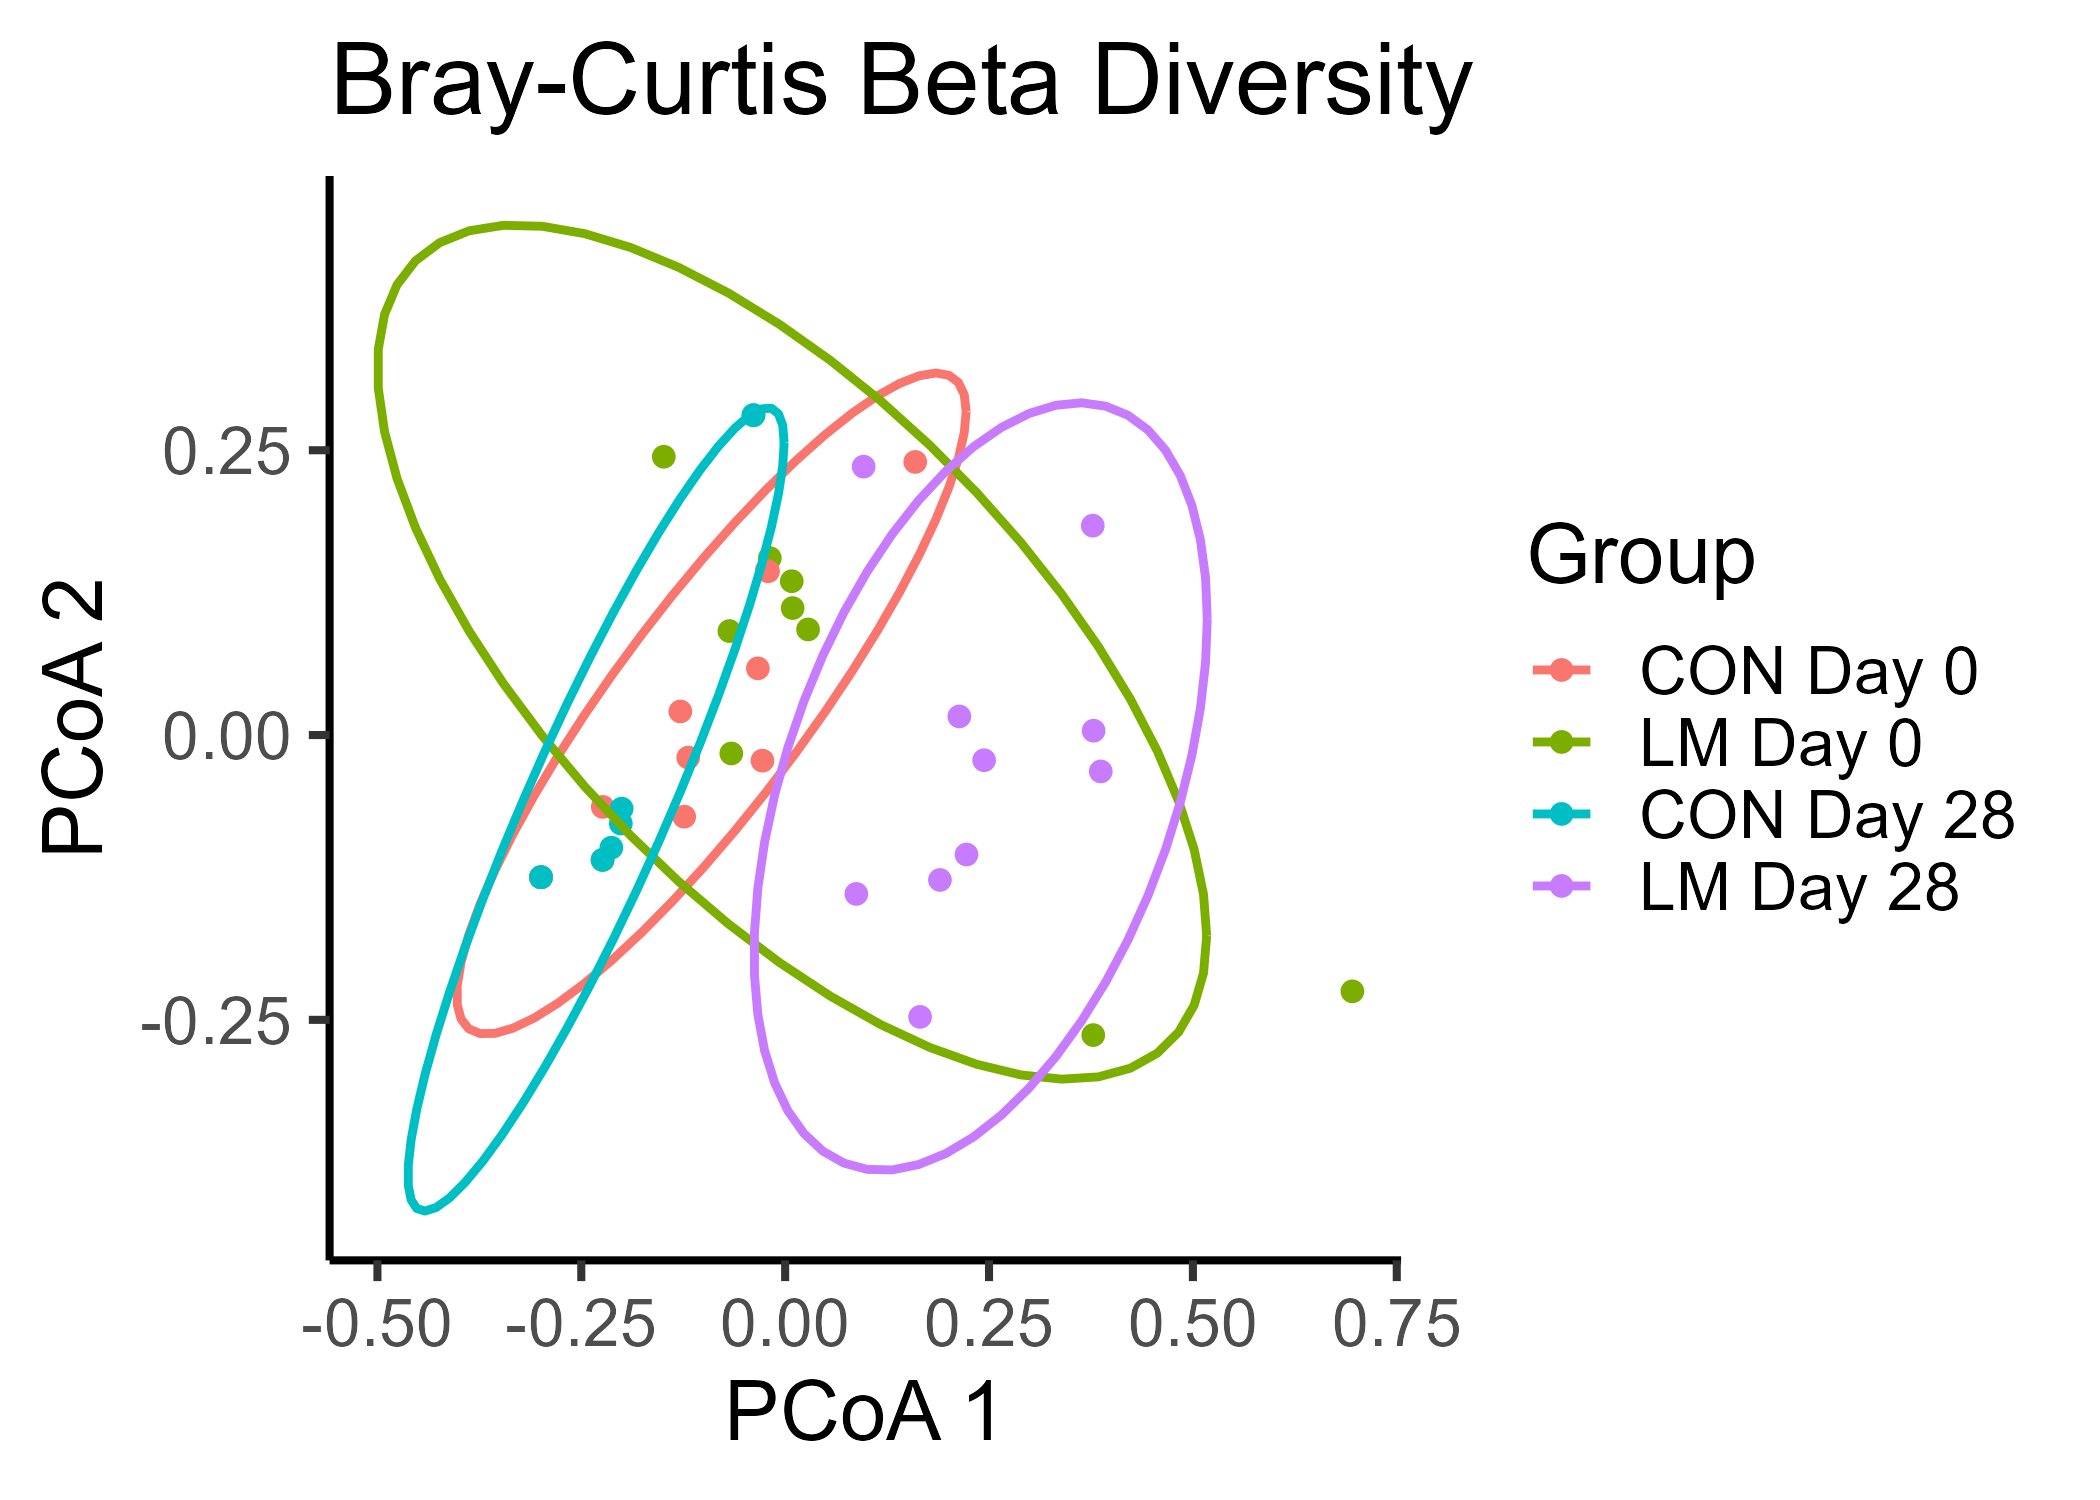 Bray-Curtis Beta Diversity
PCoA 2
0.25
0.00
-0.25
-0.50 -0.25 0.00 0.25 0.50 0.75
PCoA 1
Group
CON Day 0
LM Day 0
CON Day 28
LM Day 28